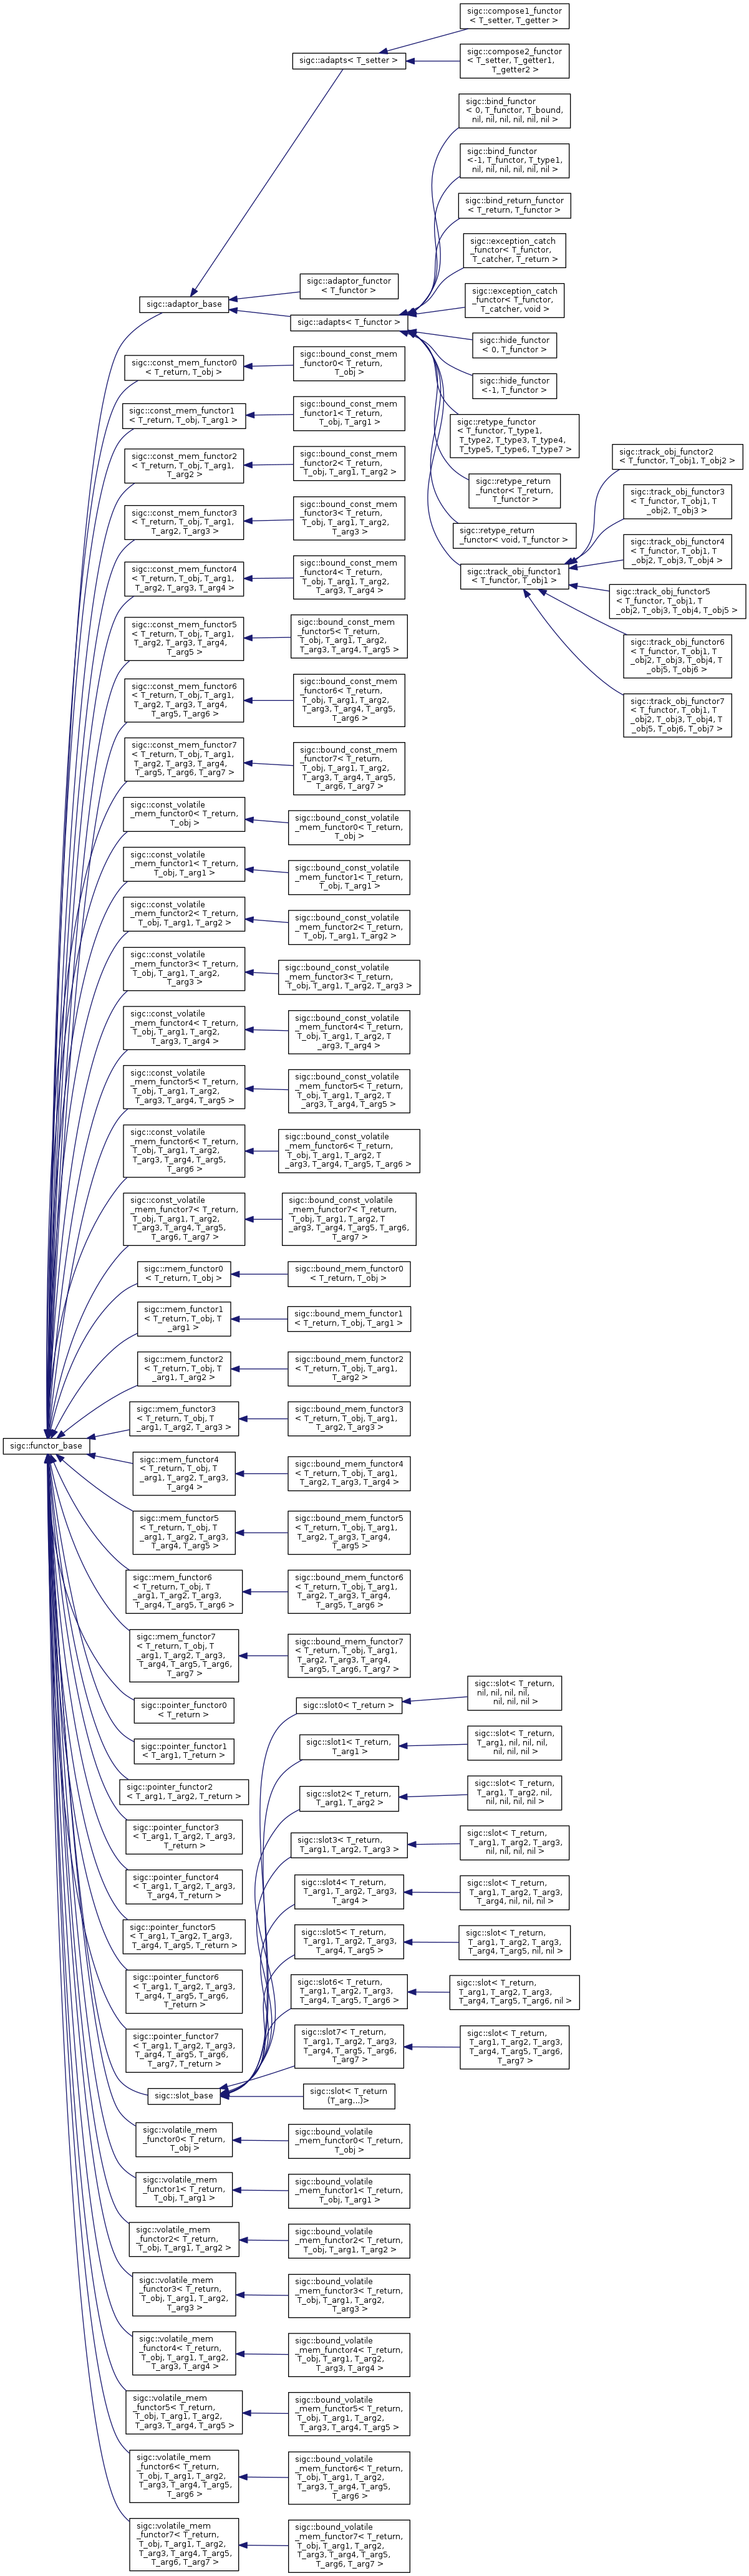 sigc::compose1_functor
< T_setter, T_getter >
sigc::adapts< T_setter >
sigc::compose2_functor
< T_setter, T_getter1,
T_getter2 >
sigc::bind_functor
< 0, T_functor, T_bound,
nil, nil, nil, nil, nil, nil >
sigc::bind_functor
<-1, T_functor, T_type1,
nil, nil, nil, nil, nil, nil >
sigc::bind_return_functor
< T_return, T_functor >
sigc::exception_catch
_functor< T_functor,
T_catcher, T_return >
sigc::adaptor_functor
< T_functor >
sigc::exception_catch
_functor< T_functor,
T_catcher, void >
sigc::adaptor_base
sigc::adapts< T_functor >
sigc::hide_functor
< 0, T_functor >
sigc::const_mem_functor0
< T_return, T_obj >
sigc::bound_const_mem
_functor0< T_return,
T_obj >
sigc::hide_functor
<-1, T_functor >
sigc::const_mem_functor1
< T_return, T_obj, T_arg1 >
sigc::bound_const_mem
_functor1< T_return,
T_obj, T_arg1 >
sigc::retype_functor
< T_functor, T_type1,
T_type2, T_type3, T_type4,
T_type5, T_type6, T_type7 >
sigc::track_obj_functor2
< T_functor, T_obj1, T_obj2 >
sigc::const_mem_functor2
< T_return, T_obj, T_arg1,
T_arg2 >
sigc::bound_const_mem
_functor2< T_return,
T_obj, T_arg1, T_arg2 >
sigc::retype_return
_functor< T_return,
T_functor >
sigc::track_obj_functor3
< T_functor, T_obj1, T
_obj2, T_obj3 >
sigc::const_mem_functor3
< T_return, T_obj, T_arg1,
T_arg2, T_arg3 >
sigc::bound_const_mem
_functor3< T_return,
T_obj, T_arg1, T_arg2,
T_arg3 >
sigc::retype_return
_functor< void, T_functor >
sigc::track_obj_functor4
< T_functor, T_obj1, T
_obj2, T_obj3, T_obj4 >
sigc::const_mem_functor4
< T_return, T_obj, T_arg1,
T_arg2, T_arg3, T_arg4 >
sigc::bound_const_mem
_functor4< T_return,
T_obj, T_arg1, T_arg2,
T_arg3, T_arg4 >
sigc::track_obj_functor1
< T_functor, T_obj1 >
sigc::track_obj_functor5
< T_functor, T_obj1, T
_obj2, T_obj3, T_obj4, T_obj5 >
sigc::const_mem_functor5
< T_return, T_obj, T_arg1,
T_arg2, T_arg3, T_arg4,
T_arg5 >
sigc::bound_const_mem
_functor5< T_return,
T_obj, T_arg1, T_arg2,
T_arg3, T_arg4, T_arg5 >
sigc::track_obj_functor6
< T_functor, T_obj1, T
_obj2, T_obj3, T_obj4, T
_obj5, T_obj6 >
sigc::const_mem_functor6
< T_return, T_obj, T_arg1,
T_arg2, T_arg3, T_arg4,
T_arg5, T_arg6 >
sigc::bound_const_mem
_functor6< T_return,
T_obj, T_arg1, T_arg2,
T_arg3, T_arg4, T_arg5,
T_arg6 >
sigc::track_obj_functor7
< T_functor, T_obj1, T
_obj2, T_obj3, T_obj4, T
_obj5, T_obj6, T_obj7 >
sigc::const_mem_functor7
< T_return, T_obj, T_arg1,
T_arg2, T_arg3, T_arg4,
T_arg5, T_arg6, T_arg7 >
sigc::bound_const_mem
_functor7< T_return,
T_obj, T_arg1, T_arg2,
T_arg3, T_arg4, T_arg5,
T_arg6, T_arg7 >
sigc::const_volatile
_mem_functor0< T_return,
T_obj >
sigc::bound_const_volatile
_mem_functor0< T_return,
T_obj >
sigc::const_volatile
_mem_functor1< T_return,
T_obj, T_arg1 >
sigc::bound_const_volatile
_mem_functor1< T_return,
T_obj, T_arg1 >
sigc::const_volatile
_mem_functor2< T_return,
T_obj, T_arg1, T_arg2 >
sigc::bound_const_volatile
_mem_functor2< T_return,
T_obj, T_arg1, T_arg2 >
sigc::const_volatile
_mem_functor3< T_return,
T_obj, T_arg1, T_arg2,
T_arg3 >
sigc::bound_const_volatile
_mem_functor3< T_return,
T_obj, T_arg1, T_arg2, T_arg3 >
sigc::const_volatile
_mem_functor4< T_return,
T_obj, T_arg1, T_arg2,
T_arg3, T_arg4 >
sigc::bound_const_volatile
_mem_functor4< T_return,
T_obj, T_arg1, T_arg2, T
_arg3, T_arg4 >
sigc::const_volatile
_mem_functor5< T_return,
T_obj, T_arg1, T_arg2,
T_arg3, T_arg4, T_arg5 >
sigc::bound_const_volatile
_mem_functor5< T_return,
T_obj, T_arg1, T_arg2, T
_arg3, T_arg4, T_arg5 >
sigc::const_volatile
_mem_functor6< T_return,
T_obj, T_arg1, T_arg2,
T_arg3, T_arg4, T_arg5,
T_arg6 >
sigc::bound_const_volatile
_mem_functor6< T_return,
T_obj, T_arg1, T_arg2, T
_arg3, T_arg4, T_arg5, T_arg6 >
sigc::const_volatile
_mem_functor7< T_return,
T_obj, T_arg1, T_arg2,
T_arg3, T_arg4, T_arg5,
T_arg6, T_arg7 >
sigc::bound_const_volatile
_mem_functor7< T_return,
T_obj, T_arg1, T_arg2, T
_arg3, T_arg4, T_arg5, T_arg6,
T_arg7 >
sigc::mem_functor0
< T_return, T_obj >
sigc::bound_mem_functor0
< T_return, T_obj >
sigc::mem_functor1
< T_return, T_obj, T
_arg1 >
sigc::bound_mem_functor1
< T_return, T_obj, T_arg1 >
sigc::mem_functor2
< T_return, T_obj, T
_arg1, T_arg2 >
sigc::bound_mem_functor2
< T_return, T_obj, T_arg1,
T_arg2 >
sigc::mem_functor3
< T_return, T_obj, T
_arg1, T_arg2, T_arg3 >
sigc::bound_mem_functor3
< T_return, T_obj, T_arg1,
T_arg2, T_arg3 >
sigc::functor_base
sigc::mem_functor4
< T_return, T_obj, T
_arg1, T_arg2, T_arg3,
T_arg4 >
sigc::bound_mem_functor4
< T_return, T_obj, T_arg1,
T_arg2, T_arg3, T_arg4 >
sigc::mem_functor5
< T_return, T_obj, T
_arg1, T_arg2, T_arg3,
T_arg4, T_arg5 >
sigc::bound_mem_functor5
< T_return, T_obj, T_arg1,
T_arg2, T_arg3, T_arg4,
T_arg5 >
sigc::mem_functor6
< T_return, T_obj, T
_arg1, T_arg2, T_arg3,
T_arg4, T_arg5, T_arg6 >
sigc::bound_mem_functor6
< T_return, T_obj, T_arg1,
T_arg2, T_arg3, T_arg4,
T_arg5, T_arg6 >
sigc::mem_functor7
< T_return, T_obj, T
_arg1, T_arg2, T_arg3,
T_arg4, T_arg5, T_arg6,
T_arg7 >
sigc::bound_mem_functor7
< T_return, T_obj, T_arg1,
T_arg2, T_arg3, T_arg4,
T_arg5, T_arg6, T_arg7 >
sigc::pointer_functor0
< T_return >
sigc::slot0< T_return >
sigc::slot< T_return,
nil, nil, nil, nil,
nil, nil, nil >
sigc::pointer_functor1
< T_arg1, T_return >
sigc::slot1< T_return,
T_arg1 >
sigc::slot< T_return,
T_arg1, nil, nil, nil,
nil, nil, nil >
sigc::pointer_functor2
< T_arg1, T_arg2, T_return >
sigc::slot2< T_return,
T_arg1, T_arg2 >
sigc::slot< T_return,
T_arg1, T_arg2, nil,
nil, nil, nil, nil >
sigc::pointer_functor3
< T_arg1, T_arg2, T_arg3,
T_return >
sigc::slot3< T_return,
T_arg1, T_arg2, T_arg3 >
sigc::slot< T_return,
T_arg1, T_arg2, T_arg3,
nil, nil, nil, nil >
sigc::pointer_functor4
< T_arg1, T_arg2, T_arg3,
T_arg4, T_return >
sigc::slot4< T_return,
T_arg1, T_arg2, T_arg3,
T_arg4 >
sigc::slot< T_return,
T_arg1, T_arg2, T_arg3,
T_arg4, nil, nil, nil >
sigc::pointer_functor5
< T_arg1, T_arg2, T_arg3,
T_arg4, T_arg5, T_return >
sigc::slot5< T_return,
T_arg1, T_arg2, T_arg3,
T_arg4, T_arg5 >
sigc::slot< T_return,
T_arg1, T_arg2, T_arg3,
T_arg4, T_arg5, nil, nil >
sigc::pointer_functor6
< T_arg1, T_arg2, T_arg3,
T_arg4, T_arg5, T_arg6,
T_return >
sigc::slot6< T_return,
T_arg1, T_arg2, T_arg3,
T_arg4, T_arg5, T_arg6 >
sigc::slot< T_return,
T_arg1, T_arg2, T_arg3,
T_arg4, T_arg5, T_arg6, nil >
sigc::pointer_functor7
< T_arg1, T_arg2, T_arg3,
T_arg4, T_arg5, T_arg6,
T_arg7, T_return >
sigc::slot7< T_return,
T_arg1, T_arg2, T_arg3,
T_arg4, T_arg5, T_arg6,
T_arg7 >
sigc::slot< T_return,
T_arg1, T_arg2, T_arg3,
T_arg4, T_arg5, T_arg6,
T_arg7 >
sigc::slot_base
sigc::slot< T_return
(T_arg...)>
sigc::volatile_mem
_functor0< T_return,
T_obj >
sigc::bound_volatile
_mem_functor0< T_return,
T_obj >
sigc::volatile_mem
_functor1< T_return,
T_obj, T_arg1 >
sigc::bound_volatile
_mem_functor1< T_return,
T_obj, T_arg1 >
sigc::volatile_mem
_functor2< T_return,
T_obj, T_arg1, T_arg2 >
sigc::bound_volatile
_mem_functor2< T_return,
T_obj, T_arg1, T_arg2 >
sigc::volatile_mem
_functor3< T_return,
T_obj, T_arg1, T_arg2,
T_arg3 >
sigc::bound_volatile
_mem_functor3< T_return,
T_obj, T_arg1, T_arg2,
T_arg3 >
sigc::volatile_mem
_functor4< T_return,
T_obj, T_arg1, T_arg2,
T_arg3, T_arg4 >
sigc::bound_volatile
_mem_functor4< T_return,
T_obj, T_arg1, T_arg2,
T_arg3, T_arg4 >
sigc::volatile_mem
_functor5< T_return,
T_obj, T_arg1, T_arg2,
T_arg3, T_arg4, T_arg5 >
sigc::bound_volatile
_mem_functor5< T_return,
T_obj, T_arg1, T_arg2,
T_arg3, T_arg4, T_arg5 >
sigc::volatile_mem
_functor6< T_return,
T_obj, T_arg1, T_arg2,
T_arg3, T_arg4, T_arg5,
T_arg6 >
sigc::bound_volatile
_mem_functor6< T_return,
T_obj, T_arg1, T_arg2,
T_arg3, T_arg4, T_arg5,
T_arg6 >
sigc::volatile_mem
_functor7< T_return,
T_obj, T_arg1, T_arg2,
T_arg3, T_arg4, T_arg5,
T_arg6, T_arg7 >
sigc::bound_volatile
_mem_functor7< T_return,
T_obj, T_arg1, T_arg2,
T_arg3, T_arg4, T_arg5,
T_arg6, T_arg7 >